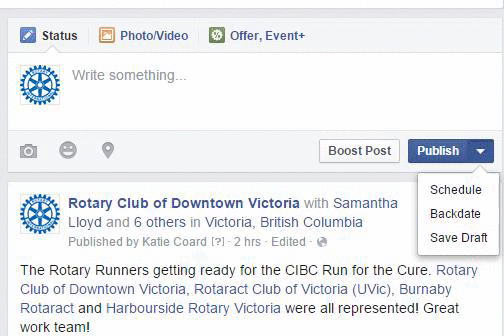 Status Photo/Video Offer, Event+
Write something...
Boost Post Publish
Schedule
Backdate
Save Draft
Rotary Club of Downtown Victoria with Samantha
Lloyd and 6 others in Victoria, British Columbia
Published by Katie Coard [?] · 2 hrs · Edited ·
The Rotary Runners getting ready for the CIBC Run for the Cure. Rotary
Club of Downtown Victoria, Rotaract Club of Victoria (UVic), Burnaby
Rotaract and Harbourside Rotary Victoria were all represented! Great
work team!